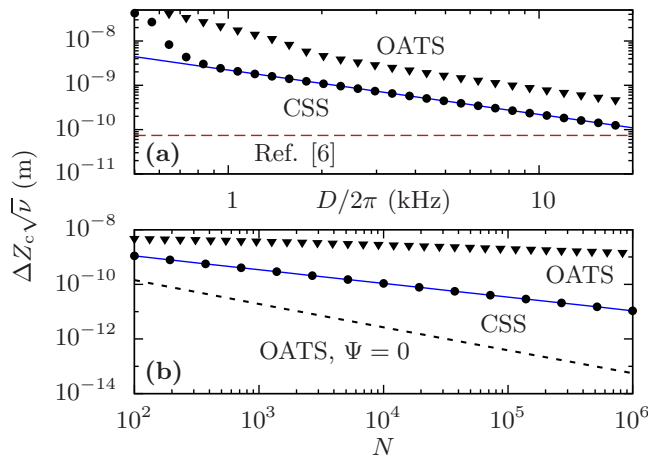 10^-8
OATS
10^-9
CSS
10^-10
(a)
Ref. [6]
10^-11
1
D/2π (kHz)
10
ΔZ_c√ν (m)
10^-8
OATS
10^-10
CSS
10^-12
OATS, Ψ = 0
(b)
10^-14
10^2
10^3
10^4
10^5
10^6
N